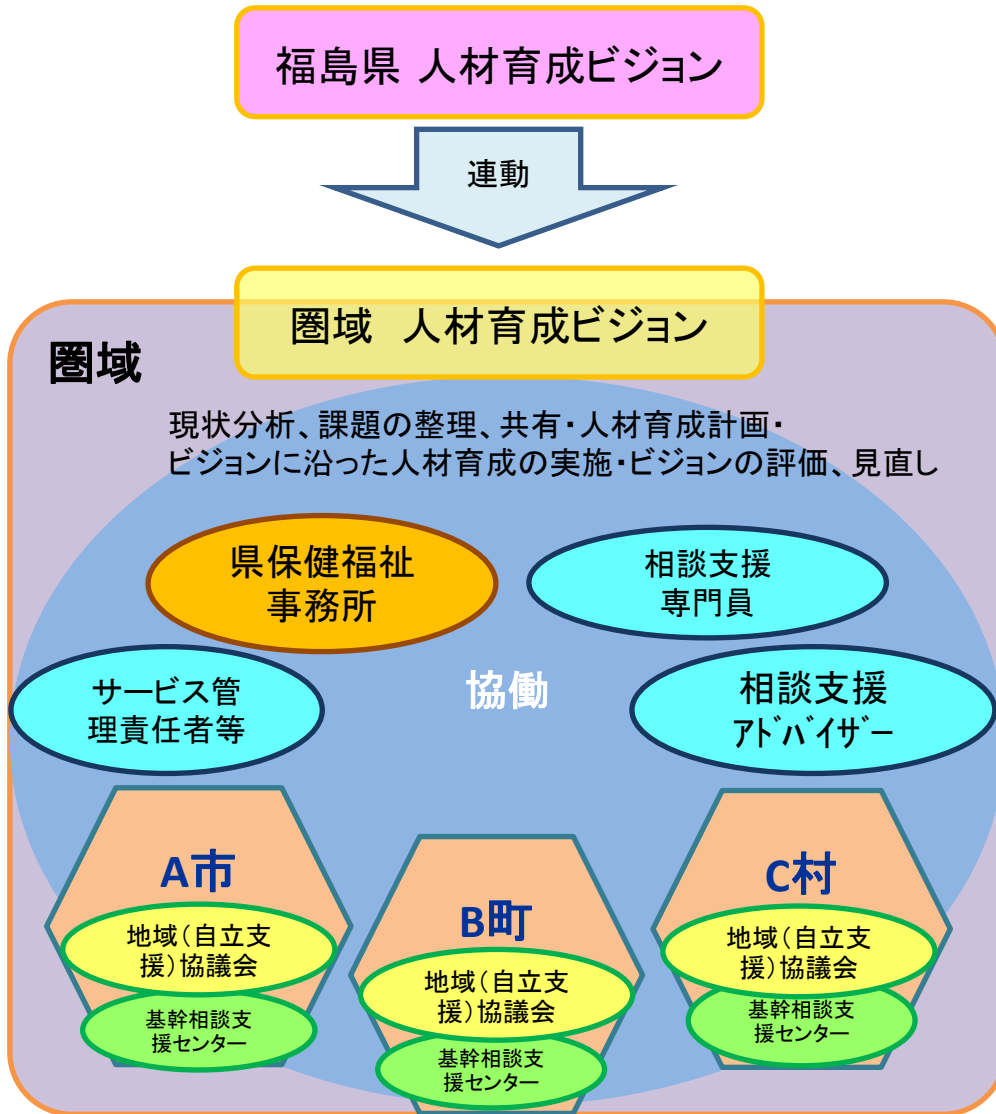 福島県 人材育成ビジョン
連動
圏域　人材育成ビジョン
圏域
現状分析、課題の整理、共有・人材育成計画・
ビジョンに沿った人材育成の実施・ビジョンの評価、見直し
県保健福祉
事務所
相談支援
専門員
サービス管
理責任者等
協働
相談支援
ｱﾄﾞﾊﾞｲｻﾞｰ
A市
地域（自立支
援）協議会
基幹相談支
援センター
B町
地域（自立支
援）協議会
基幹相談支
援センター
C村
地域（自立支
援）協議会
基幹相談支
援センター